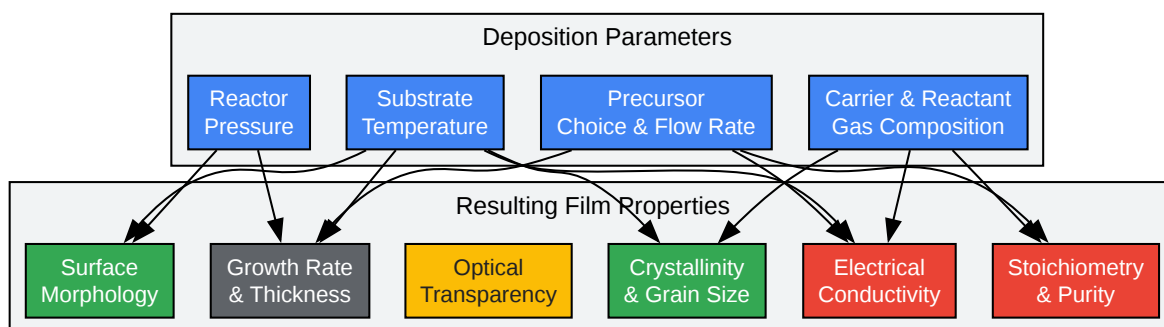 Deposition Parameters
Reactor
Pressure
Substrate
Temperature
Precursor
Choice & Flow Rate
Carrier & Reactant
Gas Composition
Resulting Film Properties
Surface
Morphology
Growth Rate
& Thickness
Optical
Transparency
Crystallinity
& Grain Size
Electrical
Conductivity
Stoichiometry
& Purity